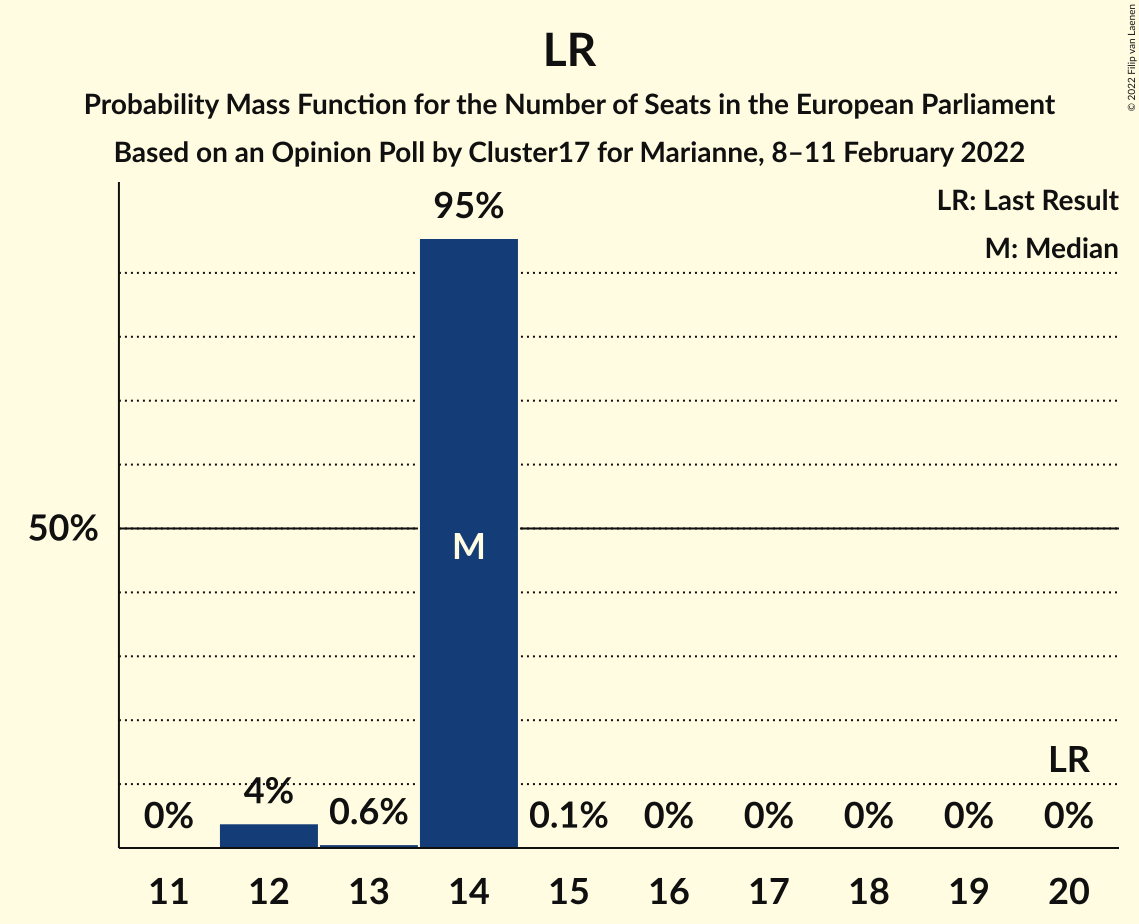 LR
Probability Mass Function for the Number of Seats in the European Parliament
Based on an Opinion Poll by Cluster17 for Marianne, 8–11 February 2022
© 2022 Filip van Laenen
LR: Last Result
M: Median
95%
50%
M
LR
0%
4%
0.6%
0.1%
0%
0%
0%
0%
0%
11
12
13
14
15
16
17
18
19
20